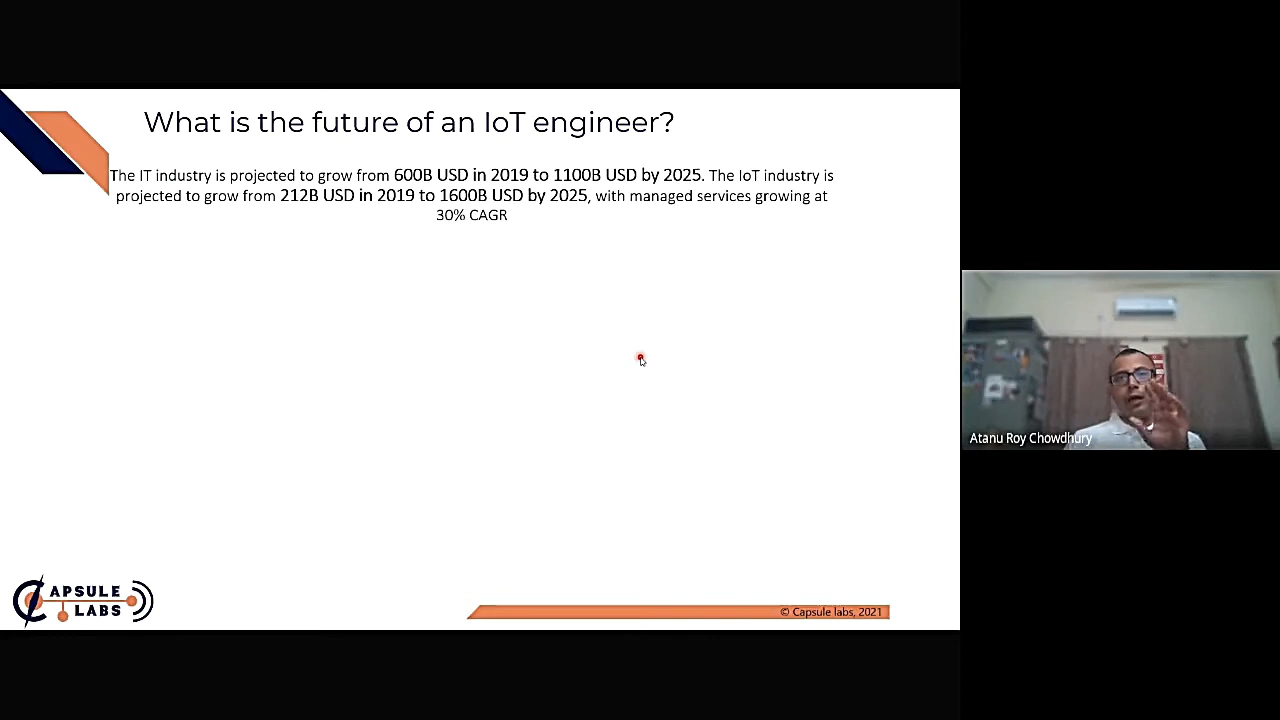 What is the future of an IoT engineer?
The IT industry is projected to grow from 600B USD in 2019 to 1100B USD by 2025. The IoT industry is
projected to grow from 212B USD in 2019 to 1600B USD by 2025, with managed services growing at
30% CAGR
Atanu Roy Chowdhury
CAPSULE
LABS
© Capsule labs, 2021